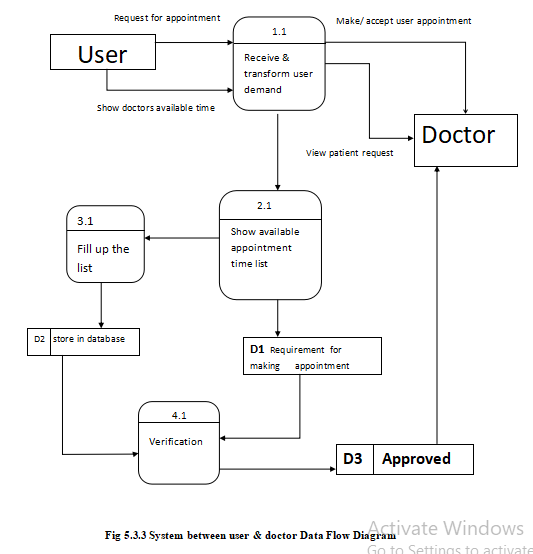 Request for appointment
Make/ accept user appointment
1.1
User
Receive &
transform user
demand
Show doctors available time
Doctor
View patient request
2.1
3.1
Show available
appointment
time list
Fill up the
list
D2 store in database
D1 Requirement for
making appointment
4.1
Verification
D3 Approved
Fig 5.3.3 System between user & doctor Data Flow Diagram
Activate Windows
Go to Settings to activate